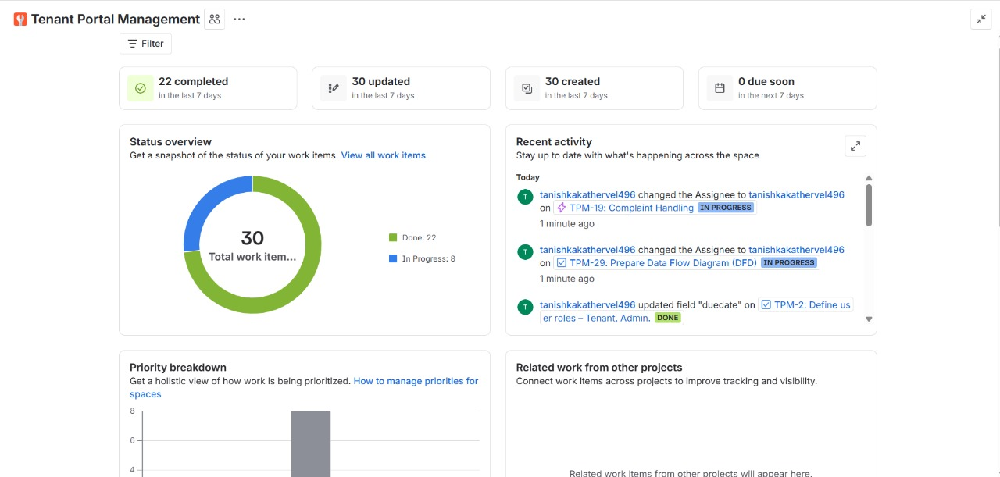 Tenant Portal Management
Filter
22 completed
in the last 7 days
30 updated
in the last 7 days
30 created
in the last 7 days
0 due soon
in the next 7 days
Status overview
Get a snapshot of the status of your work items. View all work items
30
Total work item...
Done: 22
In Progress: 8
Recent activity
Stay up to date with what's happening across the space.
Today
T
tanishkakathervel496 changed the Assignee to tanishkakathervel496
on TPM-19: Complaint Handling IN PROGRESS
1 minute ago
T
tanishkakathervel496 changed the Assignee to tanishkakathervel496
on TPM-29: Prepare Data Flow Diagram (DFD) IN PROGRESS
1 minute ago
T
tanishkakathervel496 updated field "duedate" on TPM-2: Define us
er roles – Tenant, Admin. DONE
Priority breakdown
Get a holistic view of how work is being prioritized. How to manage priorities for
spaces
8
6
4
Related work from other projects
Connect work items across projects to improve tracking and visibility.
Related work items from other projects will appear here.